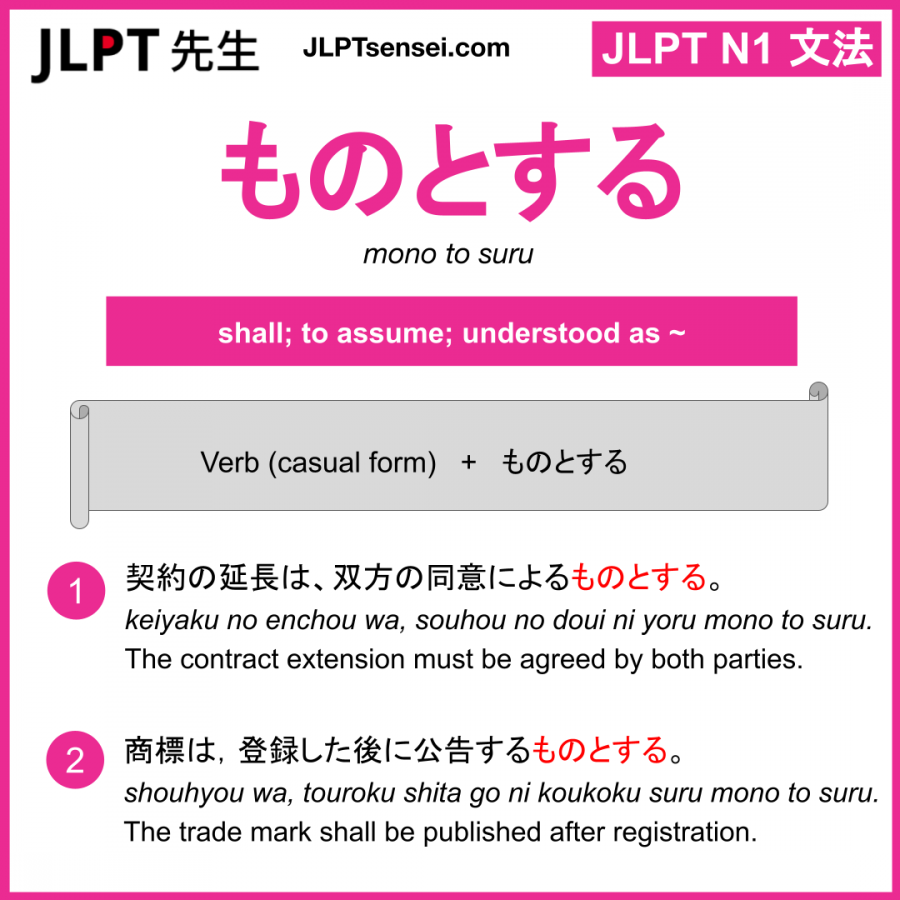 JLPT 先生
JLPTsensei.com
JLPT N1 文法
ものとする
mono to suru
shall; to assume; understood as ~
Verb (casual form) + ものとする
1
契約の延長は、双方の同意によるものとする。
keiyaku no enchou wa, souhou no doui ni yoru mono to suru.
The contract extension must be agreed by both parties.
2
商標は，登録した後に公告するものとする。
shouhyou wa, touroku shita go ni koukoku suru mono to suru.
The trade mark shall be published after registration.